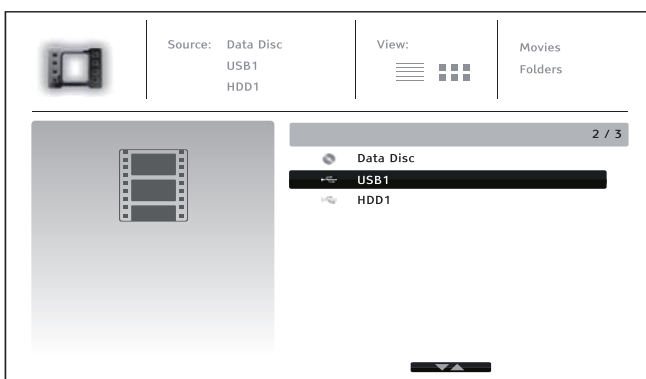 Source: Data Disc
USB1
HDD1
View:
Movies
Folders
2 / 3
Data Disc
USB1
HDD1